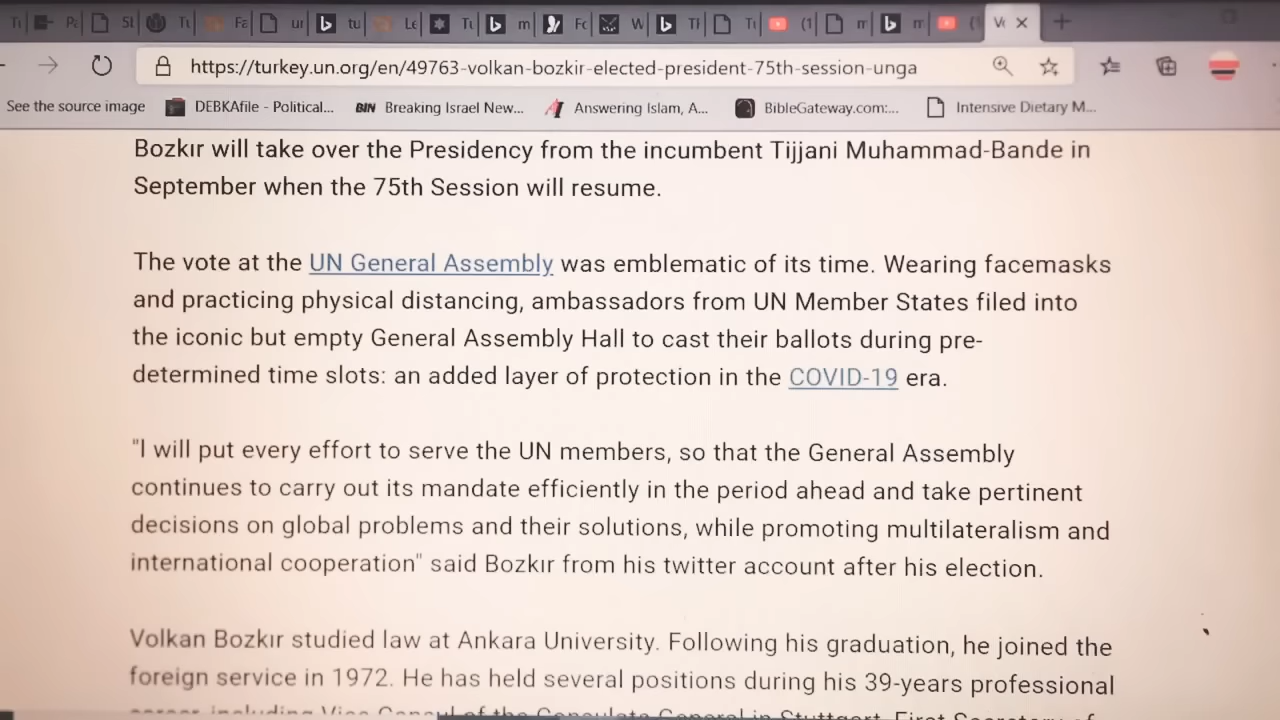 https://turkey.un.org/en/49763-volkan-bozkir-elected-president-75th-session-unga
See the source image DEBKAfile - Political... BIN Breaking Israel New... Answering Islam, A... BibleGateway.com:... Intensive Dietary M...
Bozkır will take over the Presidency from the incumbent Tijjani Muhammad-Bande in
September when the 75th Session will resume.
The vote at the UN General Assembly was emblematic of its time. Wearing facemasks
and practicing physical distancing, ambassadors from UN Member States filed into
the iconic but empty General Assembly Hall to cast their ballots during pre-
determined time slots: an added layer of protection in the COVID-19 era.
"I will put every effort to serve the UN members, so that the General Assembly
continues to carry out its mandate efficiently in the period ahead and take pertinent
decisions on global problems and their solutions, while promoting multilateralism and
international cooperation" said Bozkır from his twitter account after his election.
Volkan Bozkır studied law at Ankara University. Following his graduation, he joined the
foreign service in 1972. He has held several positions during his 39-years professional